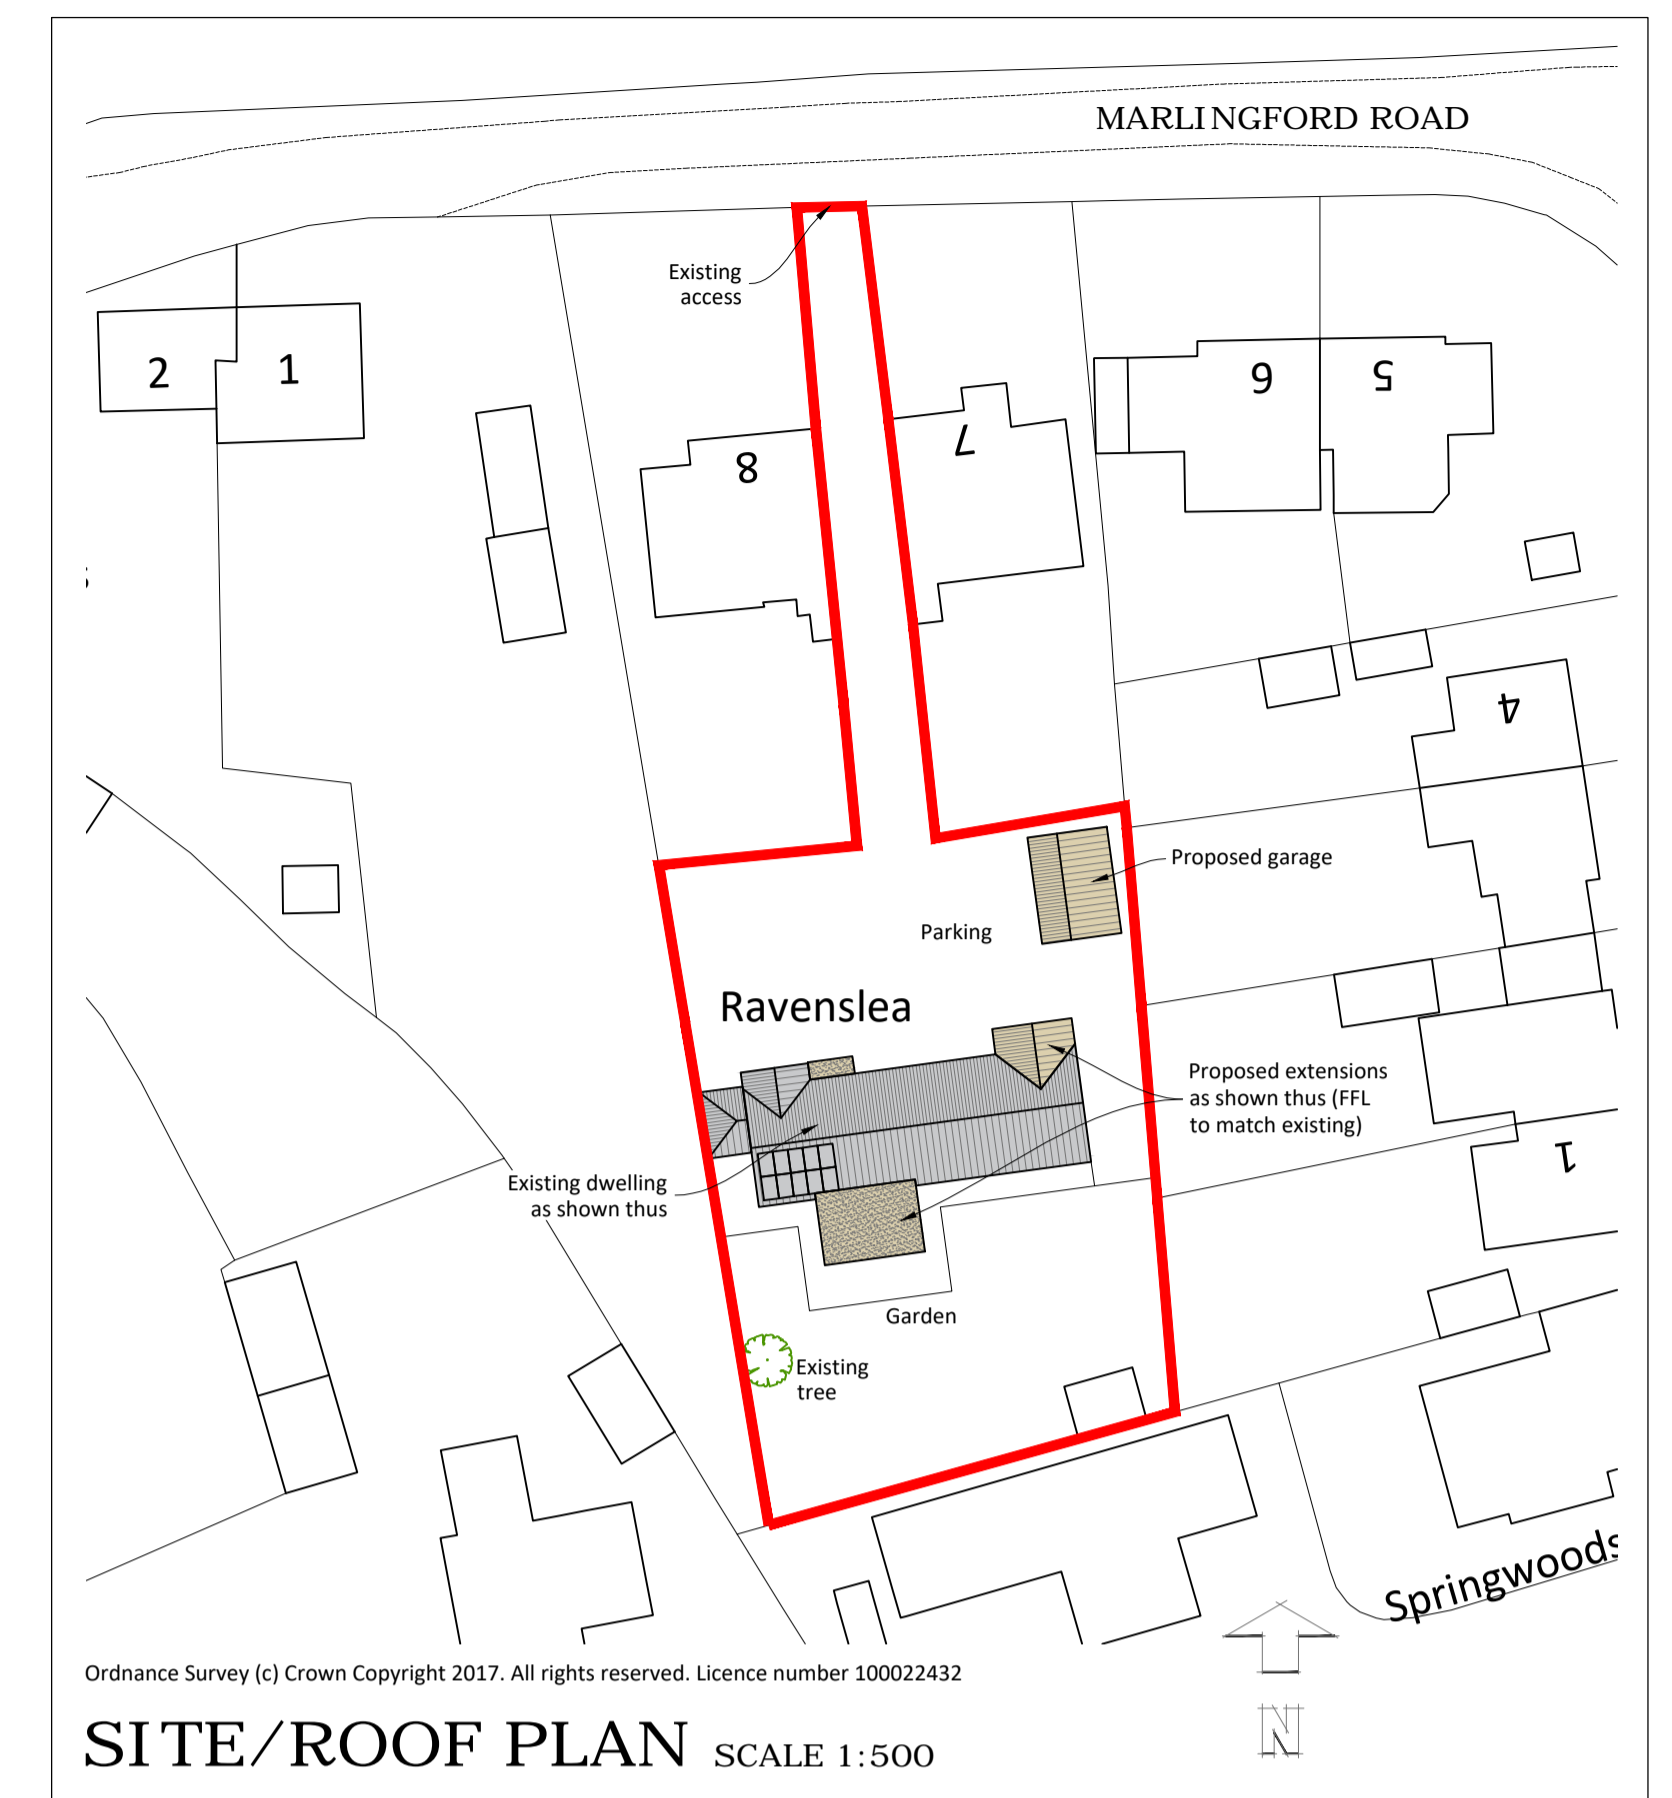 MARLINGFORD ROAD
Existing
access
2
1
8
7
6
5
4
Proposed garage
Parking
Ravenslea
Proposed extensions
as shown thus (FFL
to match existing)
1
Existing dwelling
as shown thus
Garden
Existing
tree
Springwoods
Ordnance Survey (c) Crown Copyright 2017. All rights reserved. Licence number 100022432
SITE/ROOF PLAN SCALE 1:500
N